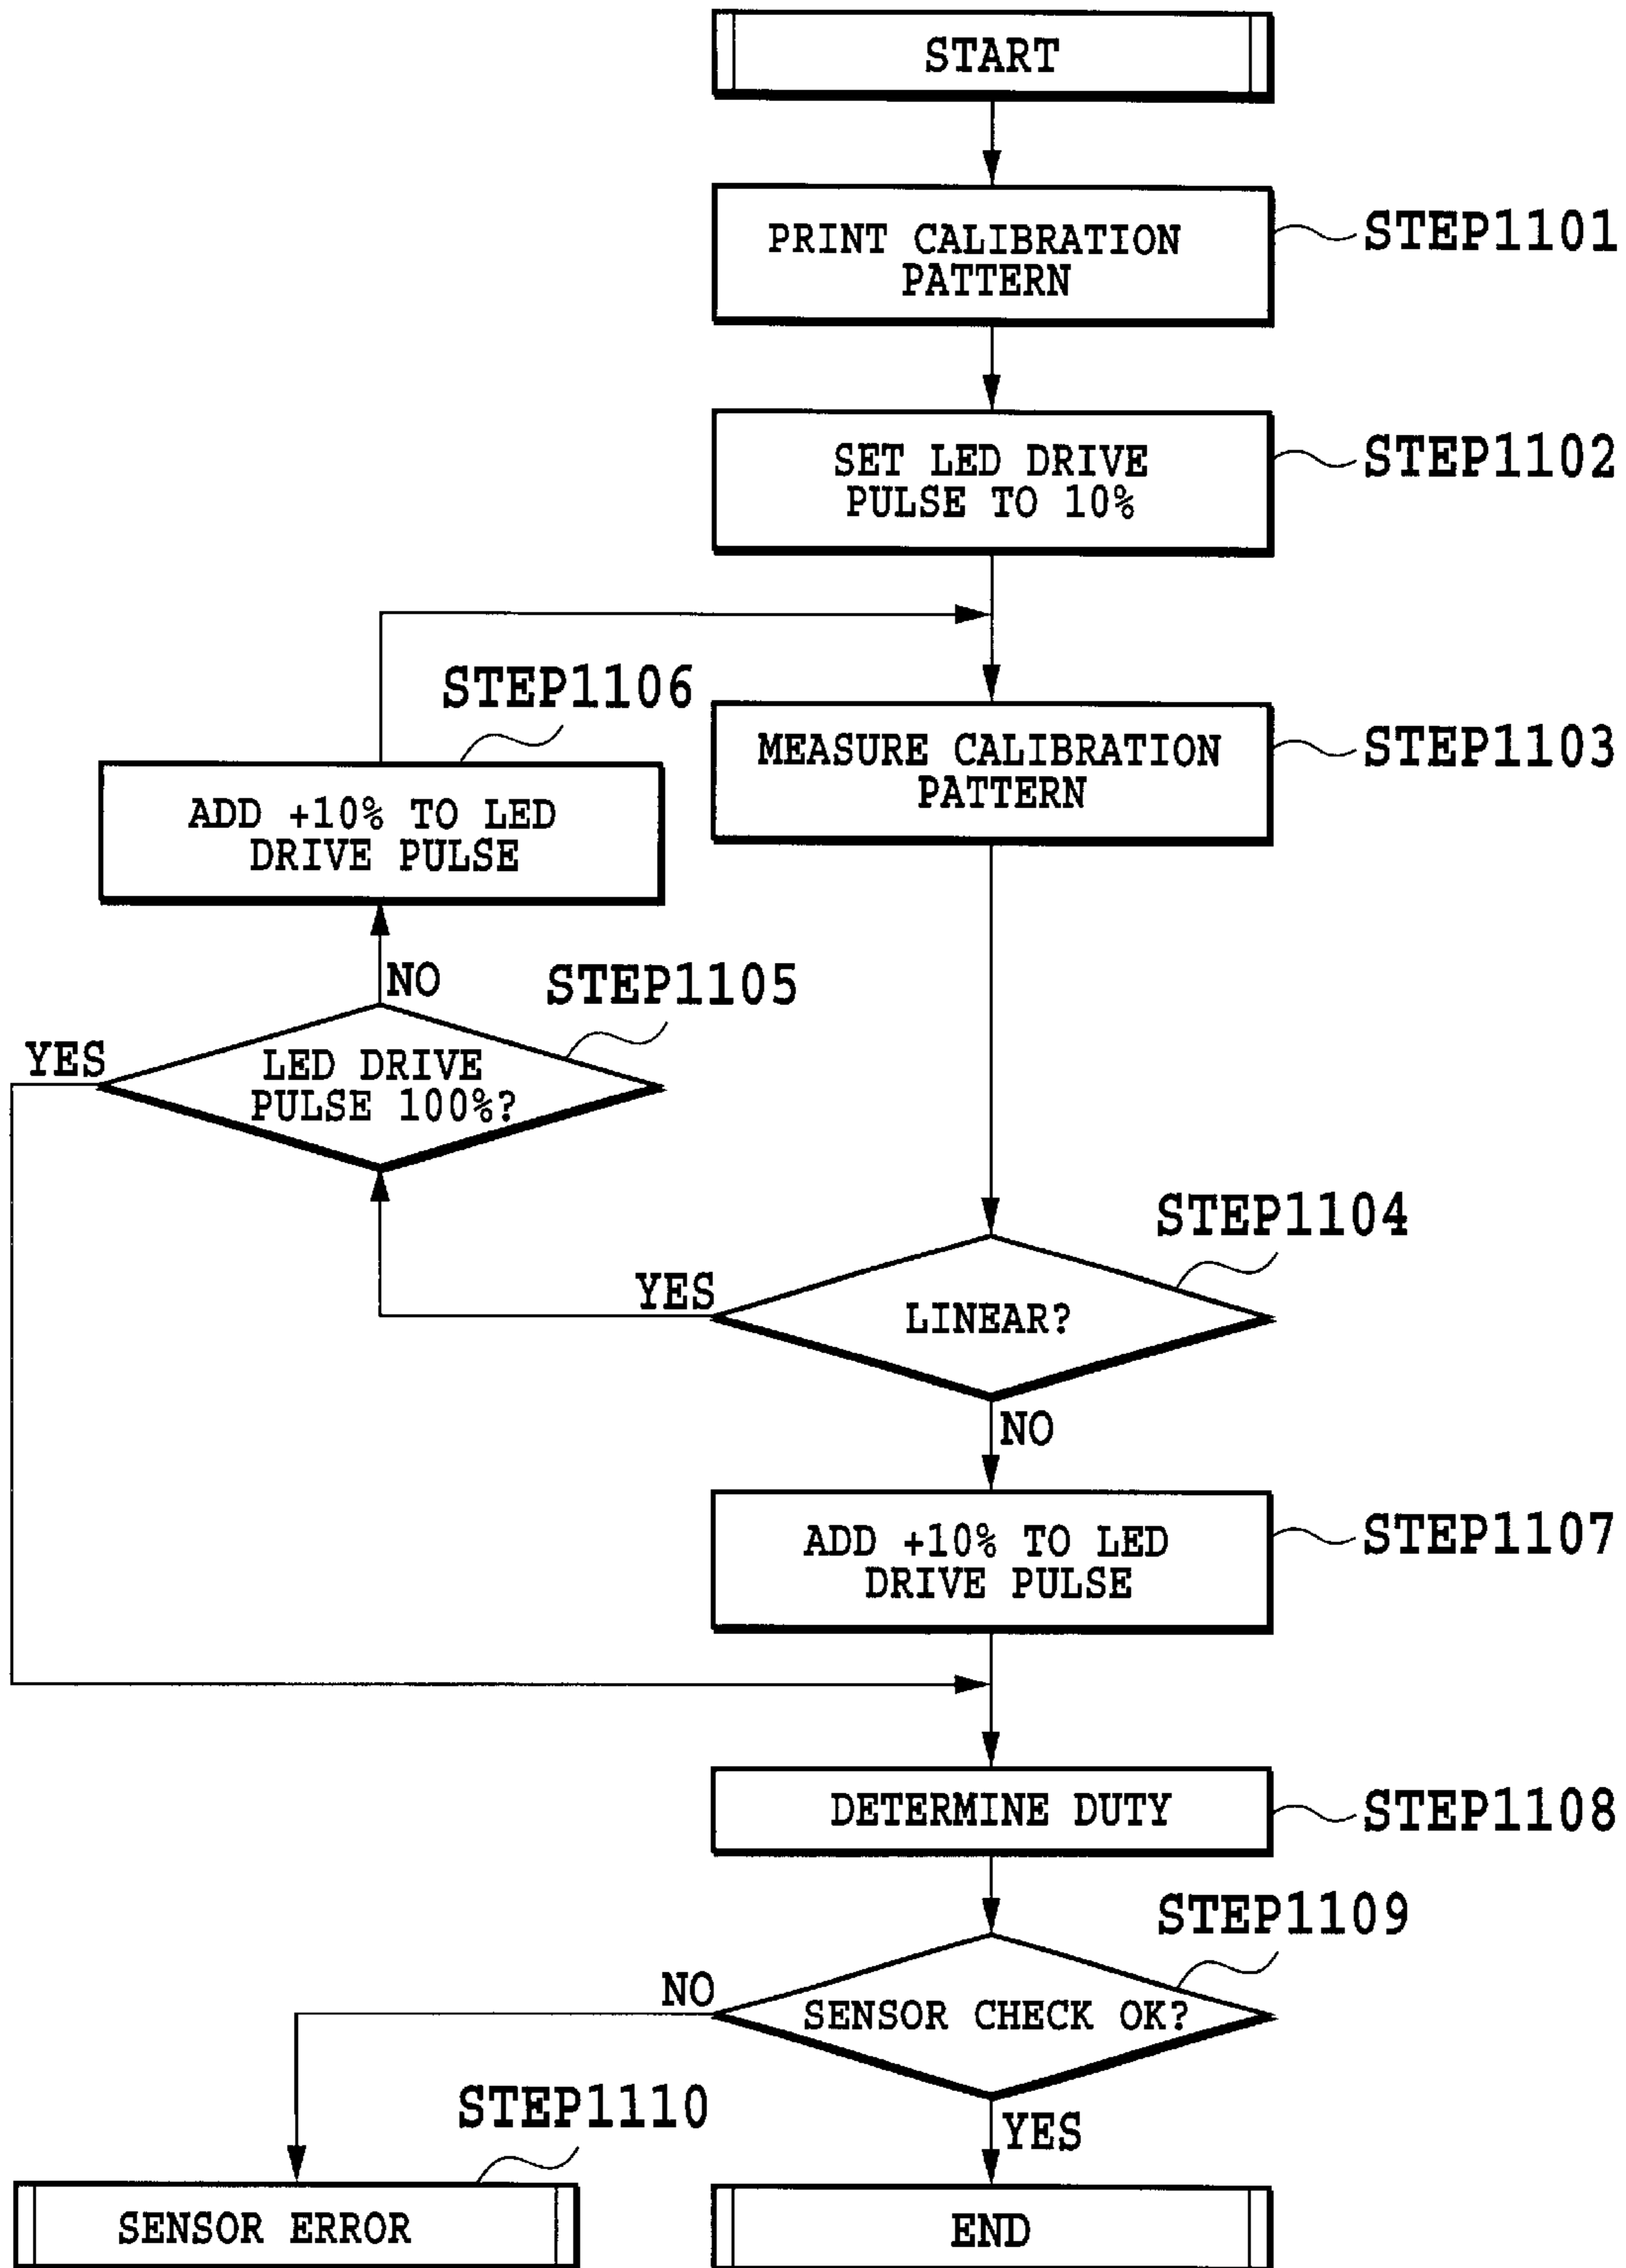 START
PRINT CALIBRATION
PATTERN
STEP1101
SET LED DRIVE
PULSE TO 10%
STEP1102
STEP1106
MEASURE CALIBRATION
PATTERN
STEP1103
ADD +10% TO LED
DRIVE PULSE
NO
STEP1105
YES
LED DRIVE
PULSE 100%?
STEP1104
YES
LINEAR?
NO
ADD +10% TO LED
DRIVE PULSE
STEP1107
DETERMINE DUTY
STEP1108
STEP1109
NO
SENSOR CHECK OK?
STEP1110
YES
SENSOR ERROR
END